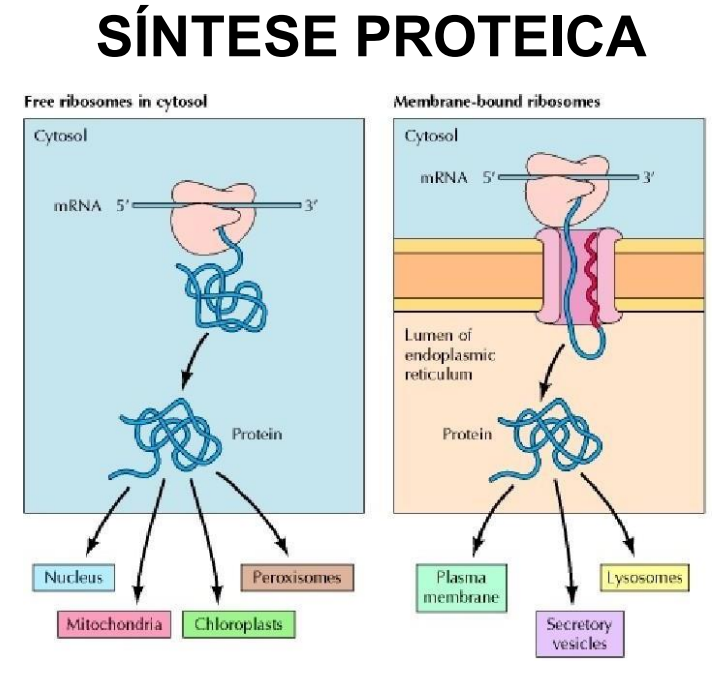 SÍNTESE PROTEICA
Free ribosomes in cytosol
Cytosol
mRNA 5′ 3′
Protein
Nucleus
Peroxisomes
Mitochondria
Chloroplasts
Membrane-bound ribosomes
Cytosol
mRNA 5′ 3′
Lumen of
endoplasmic
reticulum
Protein
Plasma
membrane
Lysosomes
Secretory
vesicles